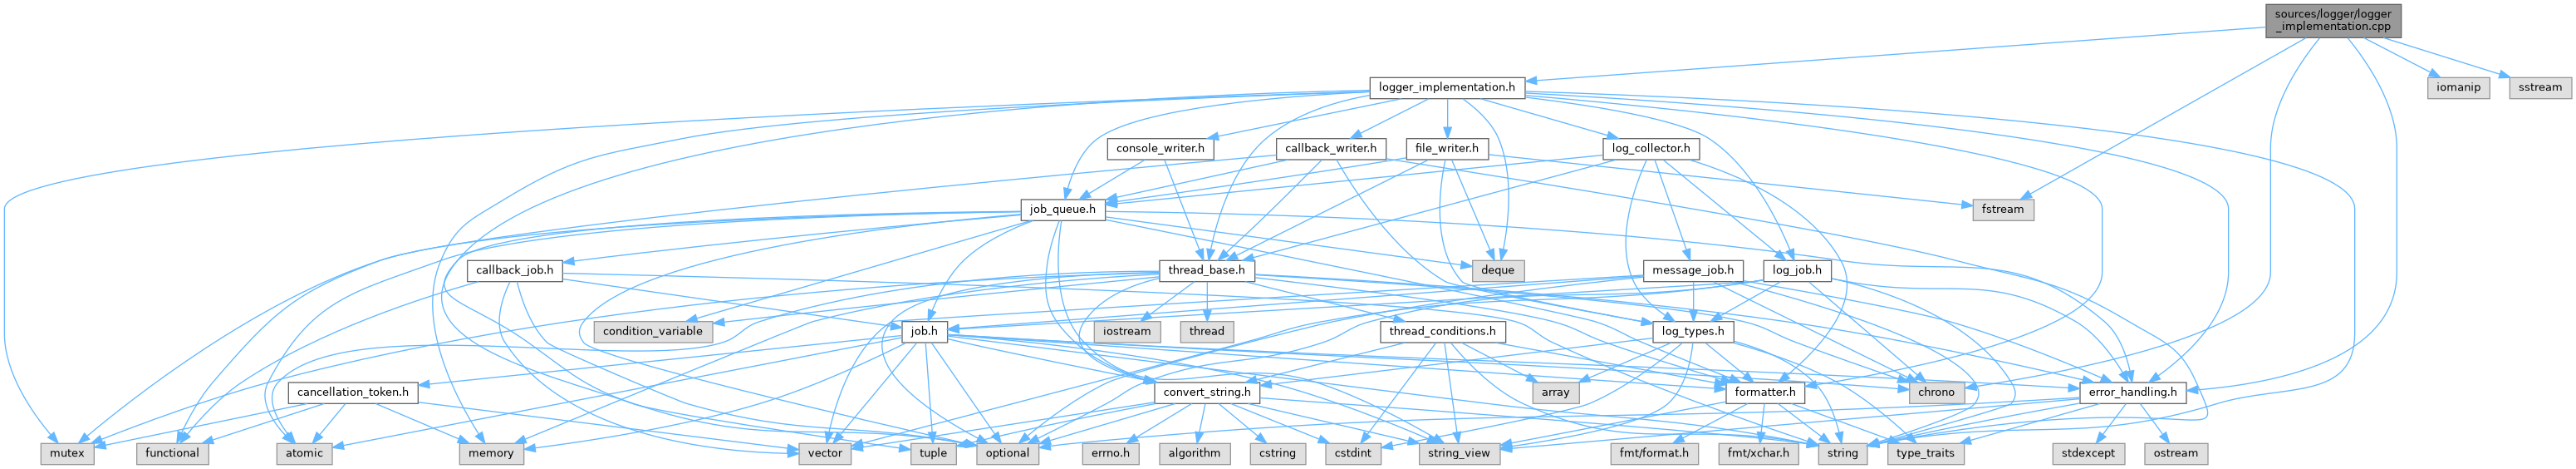 sources/logger/logger
_implementation.cpp
logger_implementation.h
iomanip
sstream
console_writer.h
callback_writer.h
file_writer.h
log_collector.h
job_queue.h
fstream
callback_job.h
thread_base.h
deque
message_job.h
log_job.h
condition_variable
job.h
iostream
thread
thread_conditions.h
log_types.h
cancellation_token.h
convert_string.h
array
formatter.h
chrono
error_handling.h
mutex
functional
atomic
memory
vector
tuple
optional
errno.h
algorithm
cstring
cstdint
string_view
fmt/format.h
fmt/xchar.h
string
type_traits
stdexcept
ostream